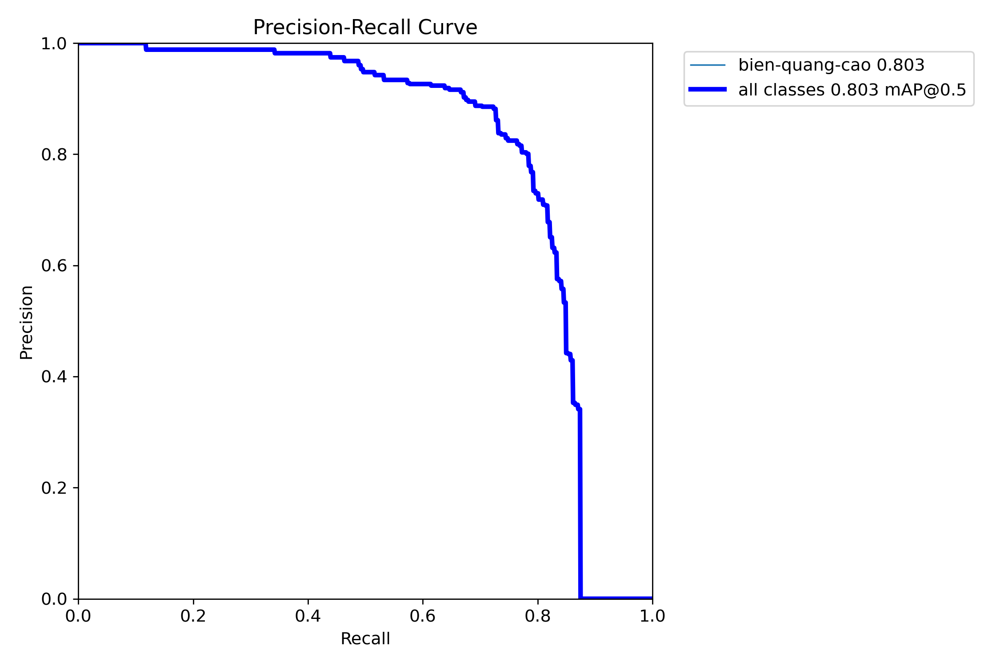 Precision-Recall Curve
1.0
0.8
0.6
0.4
0.2
0.0
Precision
0.0 0.2 0.4 0.6 0.8 1.0
Recall
bien-quang-cao 0.803
all classes 0.803 mAP@0.5